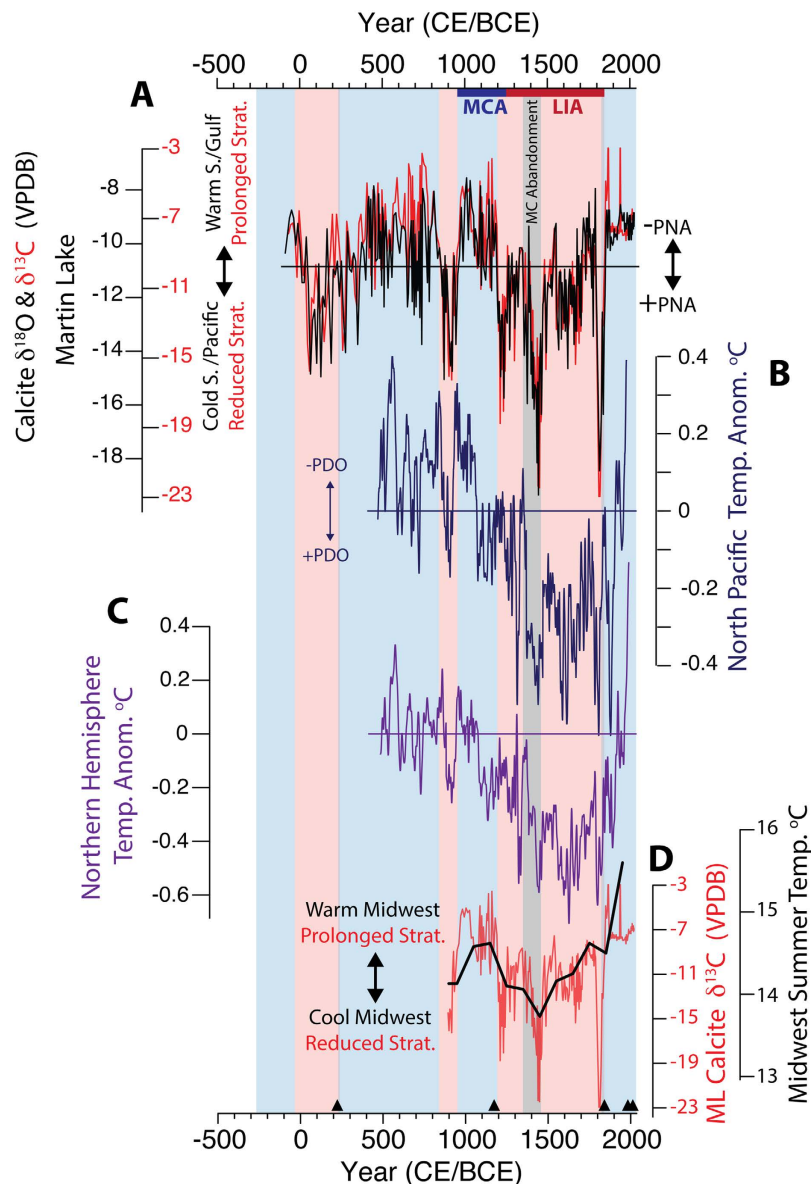 Year (CE/BCE)
-500 0 500 1000 1500 2000
A
MCA
LIA
MC Abandonment
Calcite δ18O & δ13C (VPDB)
Martin Lake
-8
-10
-12
-14
-16
-18
-3
-7
-11
-15
-19
-23
Warm S./Gulf
Prolonged Strat.
Cold S./Pacific
Reduced Strat.
-PNA
+PNA
B
0.4
0.2
0
-0.2
-0.4
North Pacific Temp. Anom. °C
-PDO
+PDO
C
0.4
0.2
0
-0.2
-0.4
-0.6
Northern Hemisphere
Temp. Anom. °C
D
Warm Midwest
Prolonged Strat.
Cool Midwest
Reduced Strat.
-3
-7
-11
-15
-19
-23
ML Calcite δ13C (VPDB)
16
15
14
13
Midwest Summer Temp. °C
-500 0 500 1000 1500 2000
Year (CE/BCE)